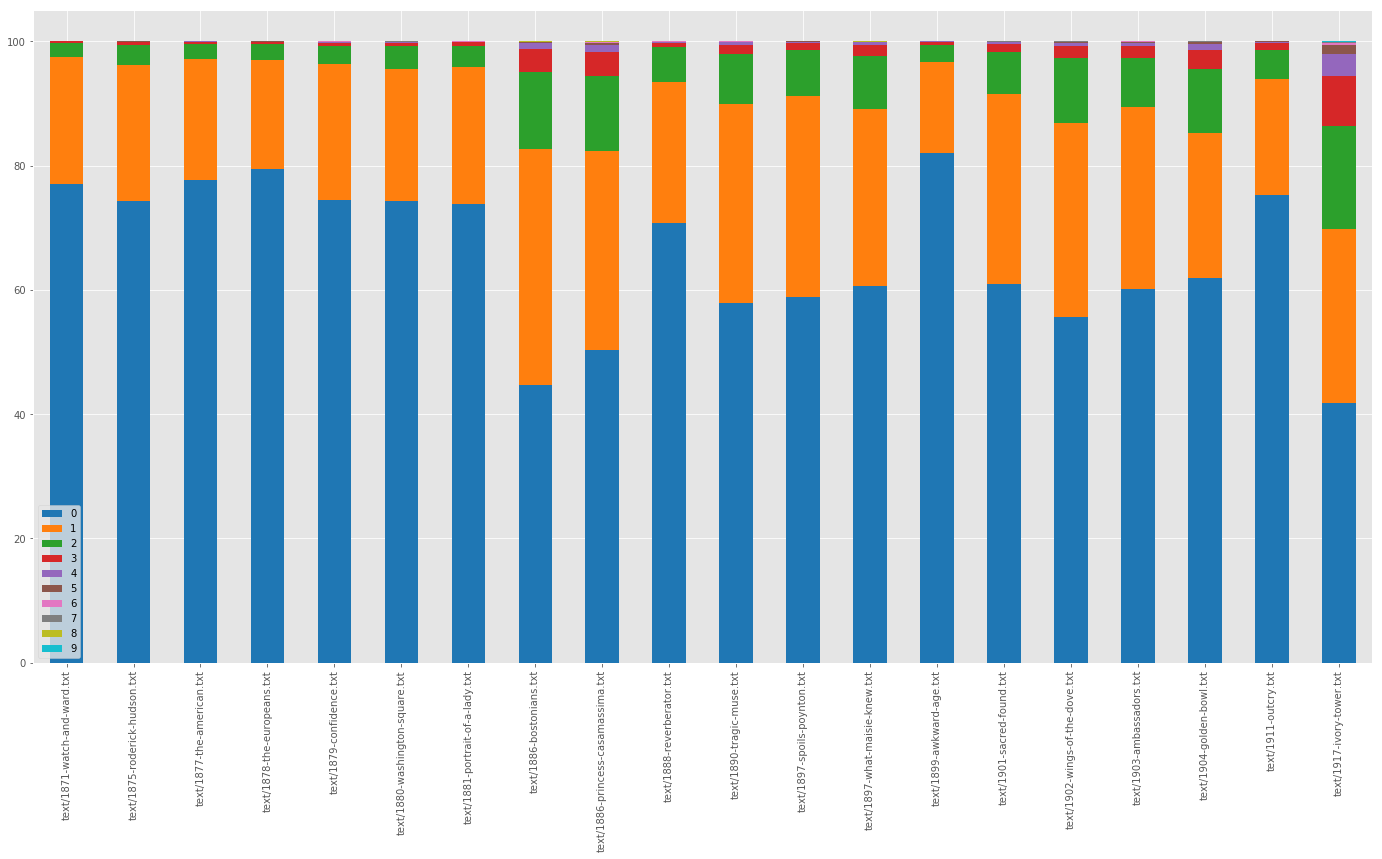 100
80
60
40
20
0
0
1
2
3
4
5
6
7
8
9
text/1871-watch-and-ward.txt
text/1875-roderick-hudson.txt
text/1877-the-american.txt
text/1878-the-europeans.txt
text/1879-confidence.txt
text/1880-washington-square.txt
text/1881-portrait-of-a-lady.txt
text/1886-bostonians.txt
text/1886-princess-casamassima.txt
text/1888-reverberator.txt
text/1890-tragic-muse.txt
text/1897-spoils-poynton.txt
text/1897-what-maisie-knew.txt
text/1899-awkward-age.txt
text/1901-sacred-found.txt
text/1902-wings-of-the-dove.txt
text/1903-ambassadors.txt
text/1904-golden-bowl.txt
text/1911-outcry.txt
text/1917-ivory-tower.txt